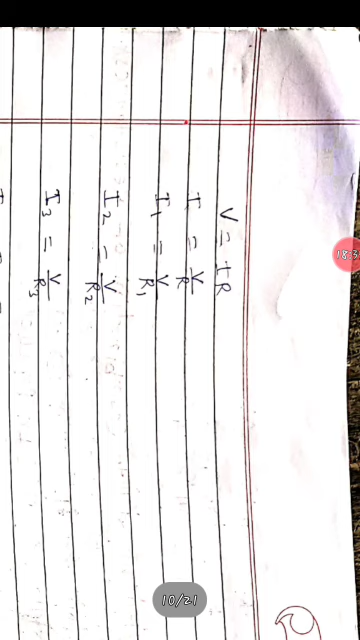 V = IR
I = V/R
I₁ = V/R₁
I₂ = V/R₂
I₃ = V/R₃
10/21